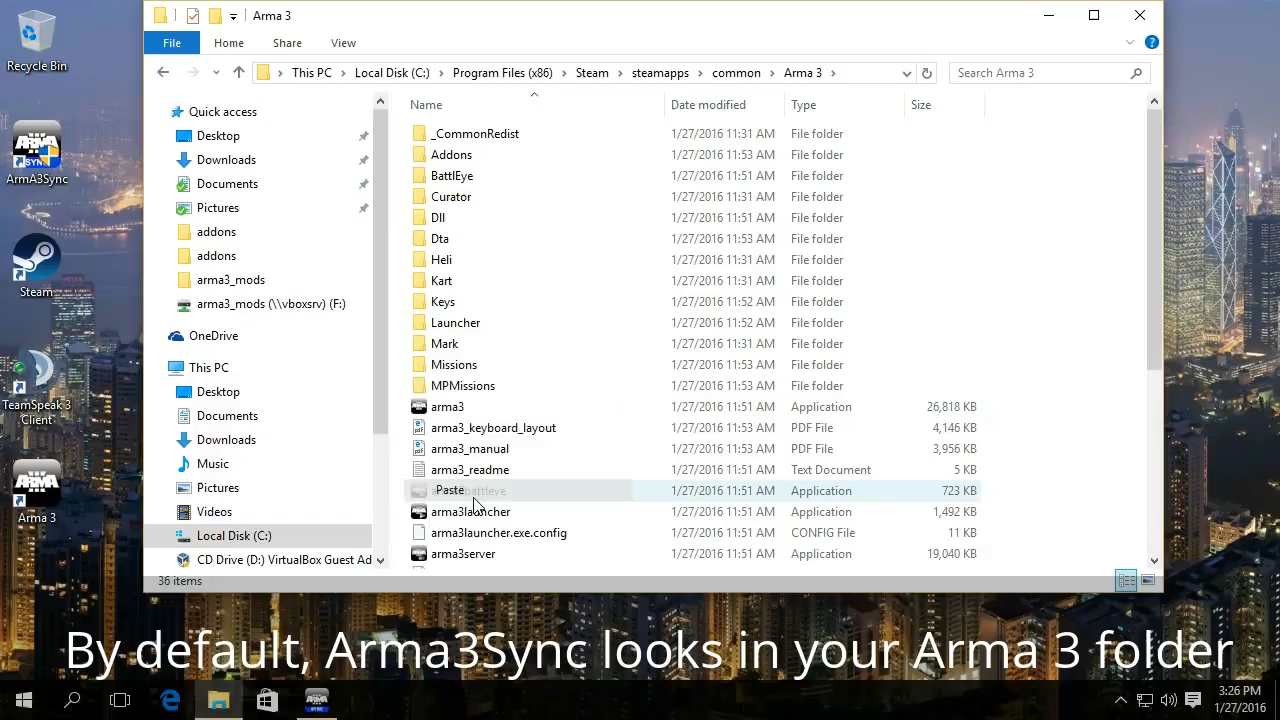 Recycle Bin
ArmA3Sync
Steam
TeamSpeak 3
Client
Arma 3
Arma 3
File Home Share View
This PC Local Disk (C:) Program Files (x86) Steam steamapps common Arma 3
Search Arma 3
Quick access
Desktop
Downloads
Documents
Pictures
addons
addons
arma3_mods
arma3_mods (\\vboxsrv) (F:)
OneDrive
This PC
Desktop
Documents
Downloads
Music
Pictures
Videos
Local Disk (C:)
CD Drive (D:) VirtualBox Guest Ad
Name Date modified Type Size
_CommonRedist 1/27/2016 11:31 AM File folder
Addons 1/27/2016 11:53 AM File folder
BattlEye 1/27/2016 11:51 AM File folder
Curator 1/27/2016 11:31 AM File folder
Dll 1/27/2016 11:51 AM File folder
Dta 1/27/2016 11:53 AM File folder
Heli 1/27/2016 11:31 AM File folder
Kart 1/27/2016 11:31 AM File folder
Keys 1/27/2016 11:52 AM File folder
Launcher 1/27/2016 11:52 AM File folder
Mark 1/27/2016 11:31 AM File folder
Missions 1/27/2016 11:53 AM File folder
MPMissions 1/27/2016 11:53 AM File folder
arma3 1/27/2016 11:51 AM Application 26,818 KB
arma3_keyboard_layout 1/27/2016 11:53 AM PDF File 4,146 KB
arma3_manual 1/27/2016 11:53 AM PDF File 3,956 KB
arma3_readme 1/27/2016 11:51 AM Text Document 5 KB
Paste 1/27/2016 11:51 AM Application 723 KB
arma3launcher 1/27/2016 11:51 AM Application 1,492 KB
arma3launcher.exe.config 1/27/2016 11:51 AM CONFIG File 11 KB
arma3server 1/27/2016 11:51 AM Application 19,040 KB
36 items
By default, Arma3Sync looks in your Arma 3 folder
3:26 PM
1/27/2016